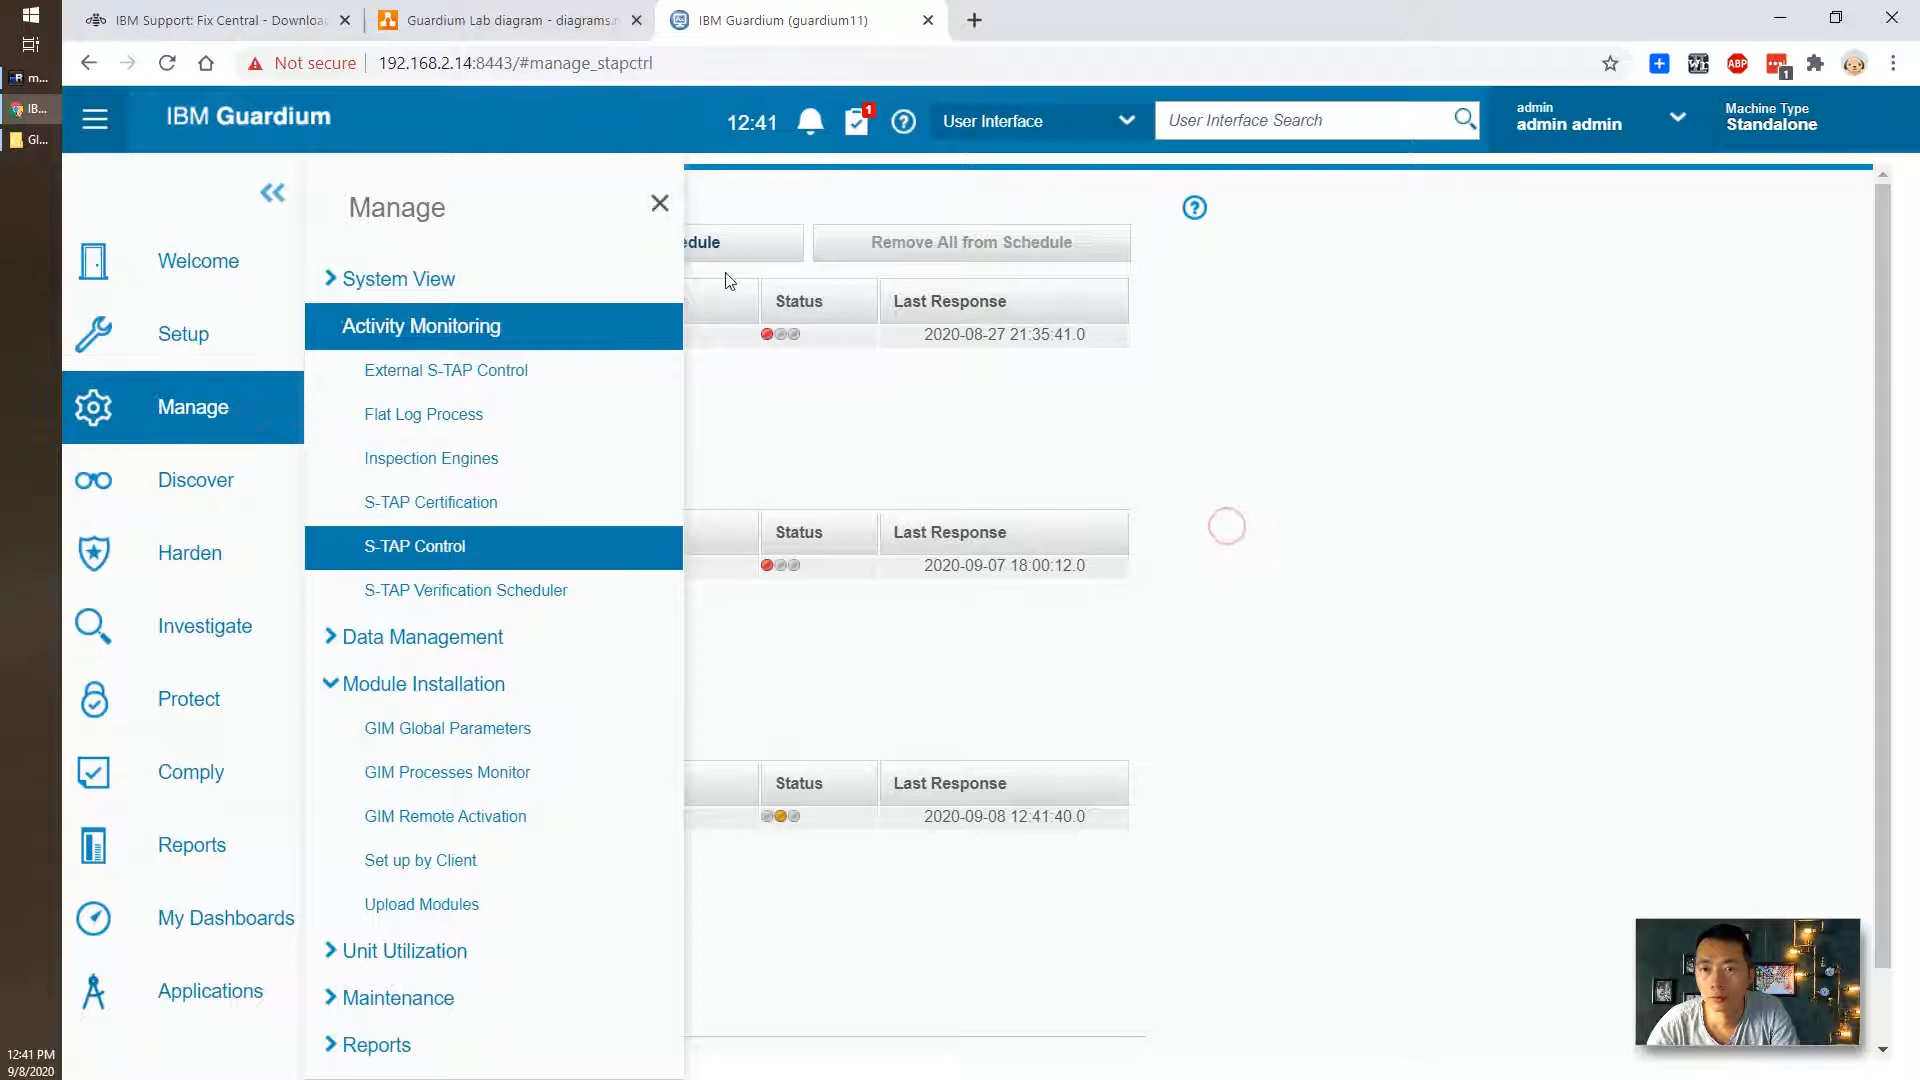 IBM Support: Fix Central - Downloa
Guardium Lab diagram - diagrams.n
IBM Guardium (guardium11)
m...
IB...
GI...
Not secure
192.168.2.14:8443/#manage_stapctrl
ABP
1
IBM Guardium
12:41
1
User Interface
User Interface Search
admin
admin admin
Machine Type
Standalone
Welcome
Setup
Manage
Discover
Harden
Investigate
Protect
Comply
Reports
My Dashboards
Applications
Manage
System View
Activity Monitoring
External S-TAP Control
Flat Log Process
Inspection Engines
S-TAP Certification
S-TAP Control
S-TAP Verification Scheduler
Data Management
Module Installation
GIM Global Parameters
GIM Processes Monitor
GIM Remote Activation
Set up by Client
Upload Modules
Unit Utilization
Maintenance
Reports
edule
Remove All from Schedule
Status
Last Response
2020-08-27 21:35:41.0
Status
Last Response
2020-09-07 18:00:12.0
Status
Last Response
2020-09-08 12:41:40.0
12:41 PM
9/8/2020